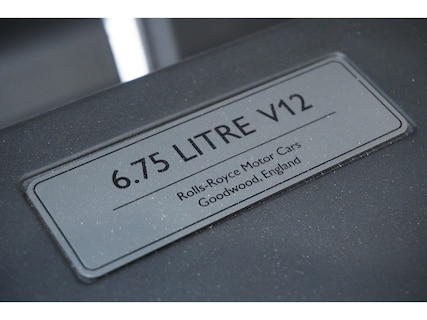 6.75 LITRE V12
Rolls-Royce Motor Cars
Goodwood, England